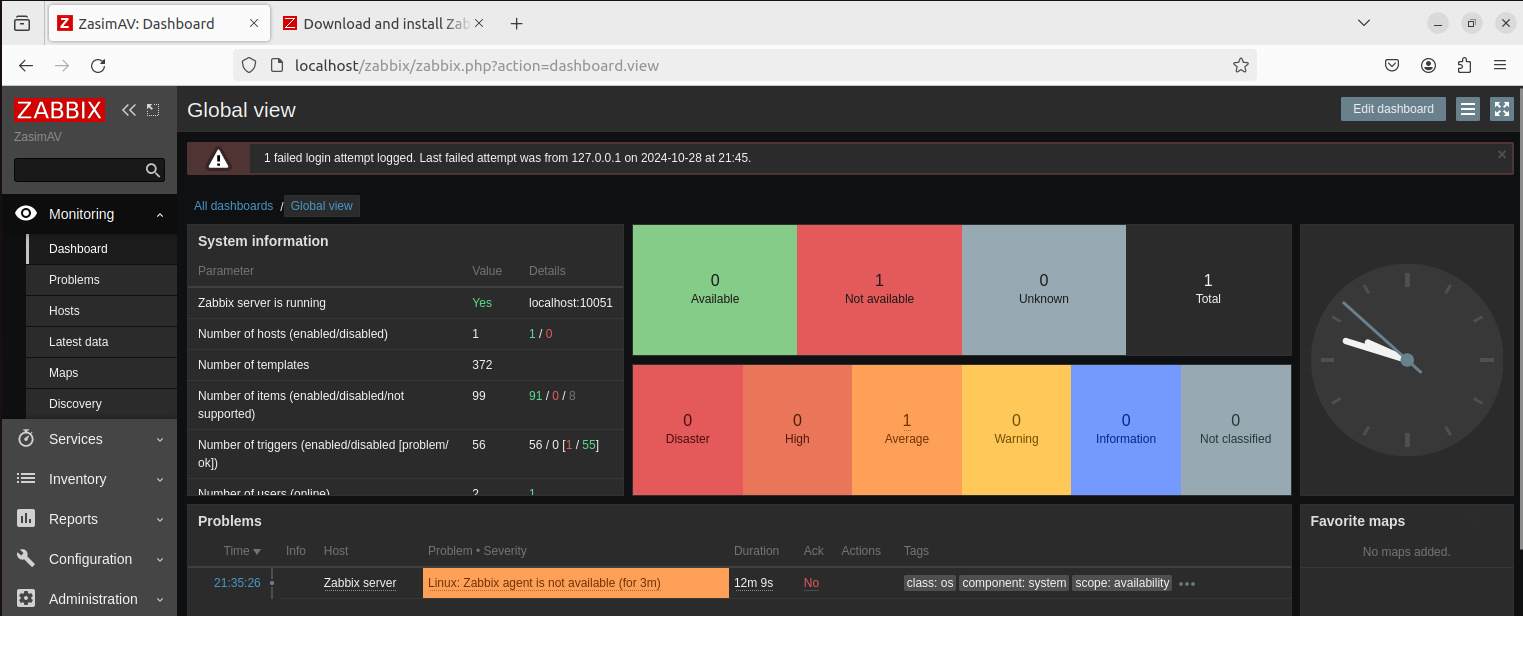 ZasimAV: Dashboard
Download and install Zab
localhost/zabbix/zabbix.php?action=dashboard.view
ZABBIX
ZasimAV
Monitoring
Dashboard
Problems
Hosts
Latest data
Maps
Discovery
Services
Inventory
Reports
Configuration
Administration
Global view
Edit dashboard
1 failed login attempt logged. Last failed attempt was from 127.0.0.1 on 2024-10-28 at 21:45.
All dashboards / Global view
System information
Parameter Value Details
Zabbix server is running Yes localhost:10051
Number of hosts (enabled/disabled) 1 1 / 0
Number of templates 372
Number of items (enabled/disabled/not 99 91 / 0 / 8
supported)
Number of triggers (enabled/disabled [problem/ 56 56 / 0 [1 / 55]
ok])
Number of users (online) 2 1
0 1 0 1
Available Not available Unknown Total
0 0 1 0 0 0
Disaster High Average Warning Information Not classified
Problems
Time Info Host Problem • Severity Duration Ack Actions Tags
21:35:26 Zabbix server Linux: Zabbix agent is not available (for 3m) 12m 9s No class: os component: system scope: availability
Favorite maps
No maps added.